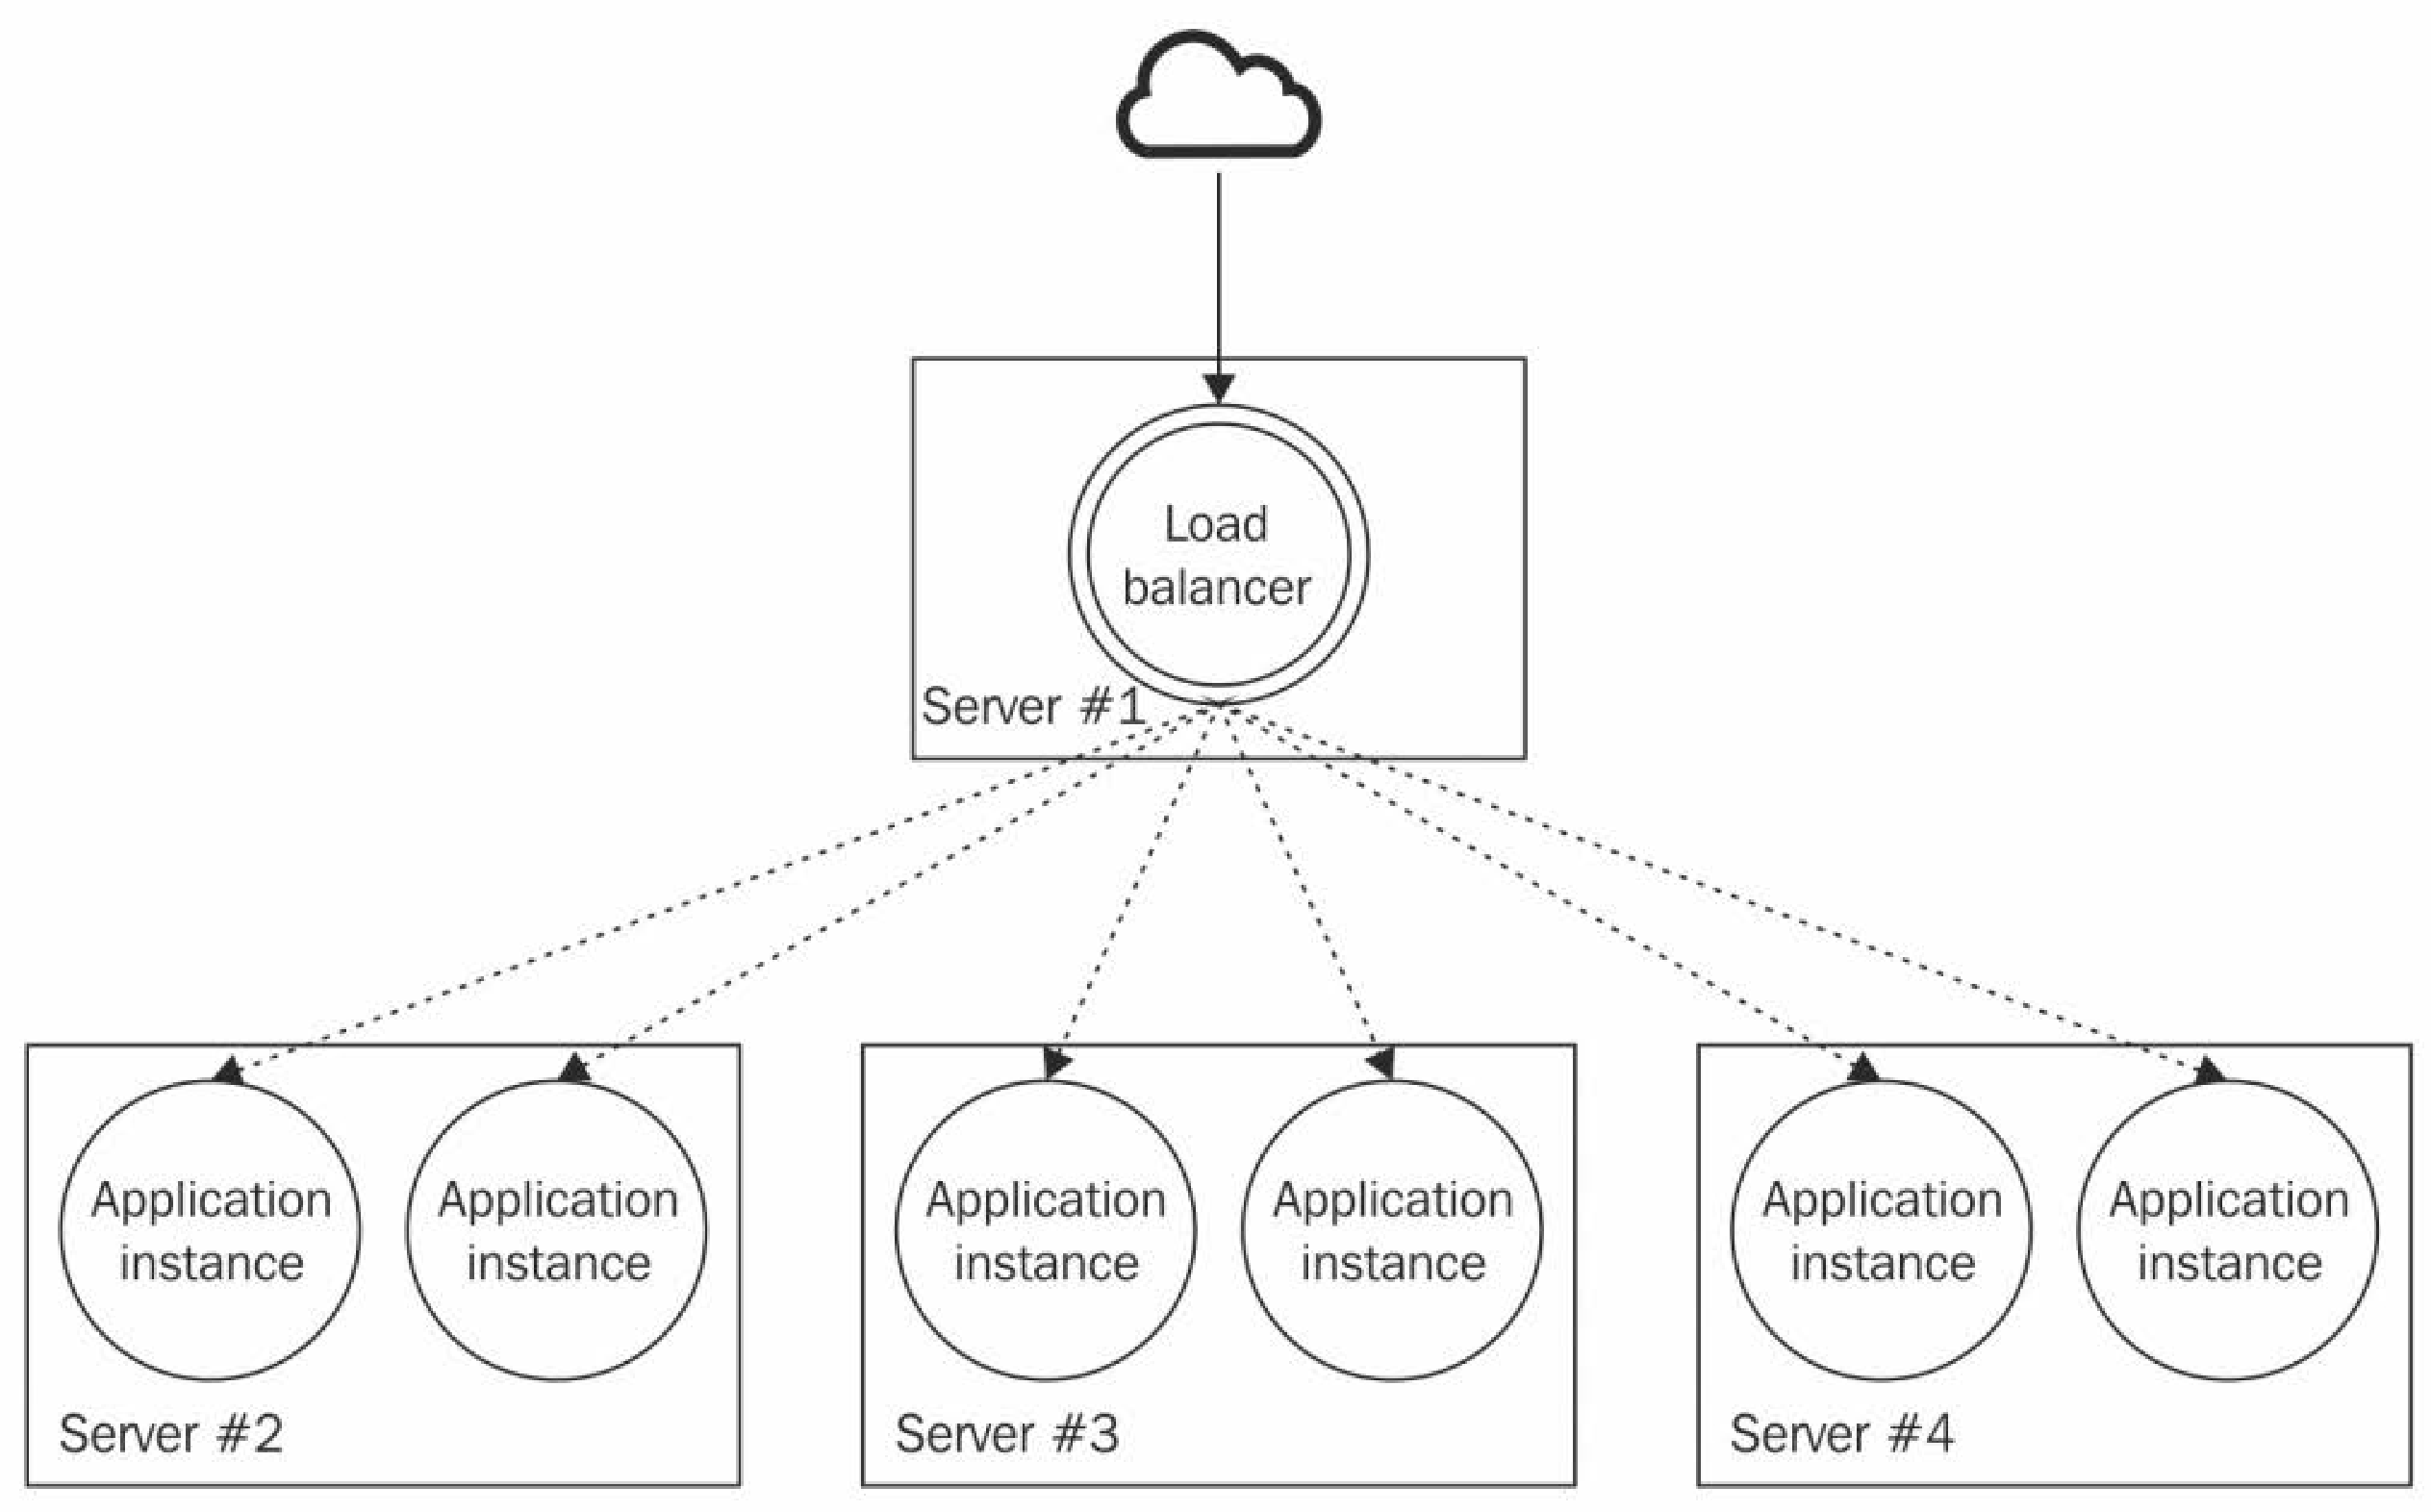 Load
balancer
Server #1
Application
instance
Application
instance
Server #2
Application
instance
Application
instance
Server #3
Application
instance
Application
instance
Server #4